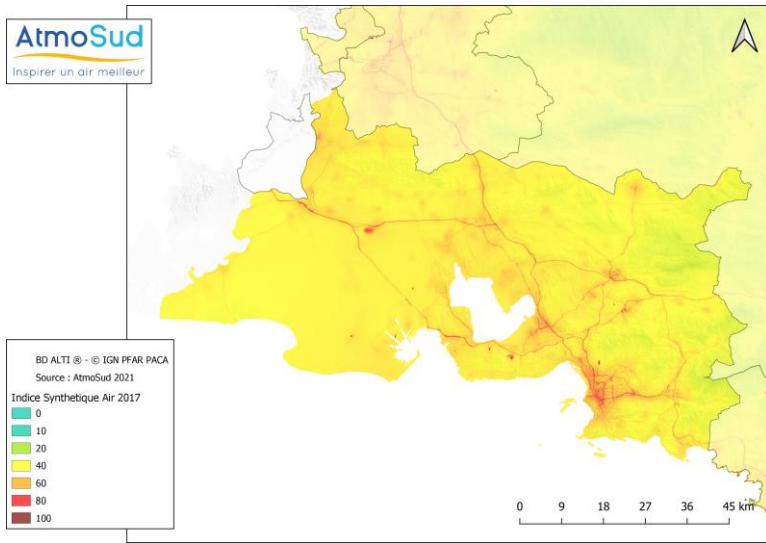 AtmoSud
Inspirer un air meilleur
BD ALTI ® - © IGN PFAR PACA
Source : AtmoSud 2021
Indice Synthetique Air 2017
0
10
20
40
60
80
100
0 9 18 27 36 45 km